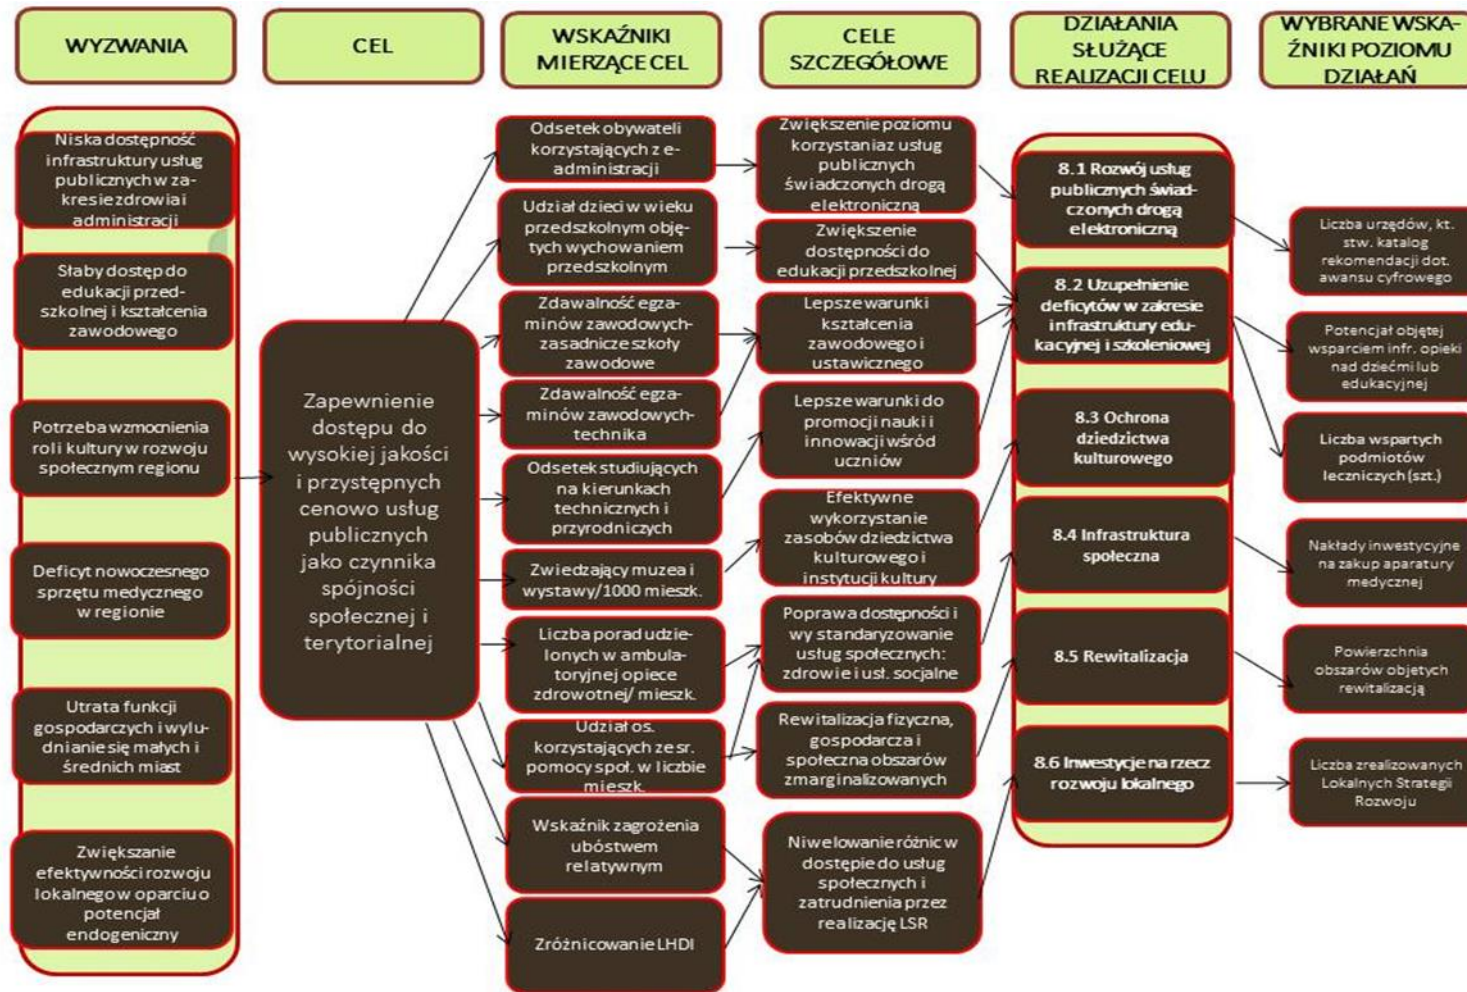 WYZWANIA
CEL
WSKAŹNIKI
MIERZĄCE CEL
CELE
SZCZEGÓŁOWE
DZIAŁANIA
SŁUŻĄCE
REALIZACJI CELU
WYBRANE WSKA-
ŹNIKI POZIOMU
DZIAŁAŃ
Niska dostępność
infrastruktury usług
publicznych w za-
kresie zdrowia i
administracji
Słaby dostęp do
edukacji przed-
szkolnej i kształcenia
zawodowego
Potrzeba wzmocnienia
roli kultury w rozwoju
społecznym regionu
Deficyt nowoczesnego
sprzętu medycznego
w regionie
Utrata funkcji
gospodarczych i wylu-
dnianie się małych i
średnich miast
Zwiększanie
efektywności rozwoju
lokalnego w oparciu o
potencjał
endogeniczny
Zapewnienie
dostępu do
wysokiej jakości
i przystępnych
cenowo usług
publicznych
jako czynnika
spójności
społecznej i
terytorialnej
Odsetek obywateli
korzystających z e-
administracji
Udział dzieci w wieku
przedszkolnym obję-
tych wychowaniem
przedszkolnym
Zdawalność egza-
minów zawodowych-
zasadnicze szkoły
zawodowe
Zdawalność egza-
minów zawodowych-
technika
Odsetek studiujących
na kierunkach
technicznych i
przyrodniczych
Zwiedzający muzea i
wystawy/1000 mieszk.
Liczba porad udzie-
lonych w ambula-
toryjnej opiece
zdrowotnej/ mieszk.
Udział os.
korzystających ze sr.
pomocy społ. w liczbie
mieszk.
Wskaźnik zagrożenia
ubóstwem
relatywnym
Zróżnicowanie LHDI
Zwiększenie poziomu
korzystania z usług
publicznych
świadczonych drogą
elektroniczną
Zwiększenie
dostępności do
edukacji przedszkolnej
Lepsze warunki
kształcenia
zawodowego i
ustawicznego
Lepsze warunki do
promocji nauki i
innowacji wśród
uczniów
Efektywne
wykorzystanie
zasobów dziedzictwa
kulturowego i
instytucji kultury
Poprawa dostępności i
wy standaryzowanie
usług społecznych:
zdrowie i usł. socjalne
Rewitalizacja fizyczna,
gospodarcza i
społeczna obszarów
zmarginalizowanych
Niwelowanie różnic w
dostępie do usług
społecznych i
zatrudnienia przez
realizację LSR
8.1 Rozwój usług
publicznych świad-
czonych drogą
elektroniczną
8.2 Uzupełnienie
deficytów w zakresie
infrastruktury edu-
kacyjnej i szkoleniowej
8.3 Ochrona
dziedzictwa
kulturowego
8.4 Infrastruktura
społeczna
8.5 Rewitalizacja
8.6 Inwestycje na rzecz
rozwoju lokalnego
Liczba urzędów, kt.
stw. katalog
rekomendacji dot.
awansu cyfrowego
Potencjał objętej
wsparciem infr. opieki
nad dziećmi lub
edukacyjnej
Liczba wspartych
podmiotów
leczniczych (szt.)
Nakłady inwestycyjne
na zakup aparatury
medycznej
Powierzchnia
obszarów objetych
rewitalizacją
Liczba zrealizowanych
Lokalnych Strategii
Rozwoju